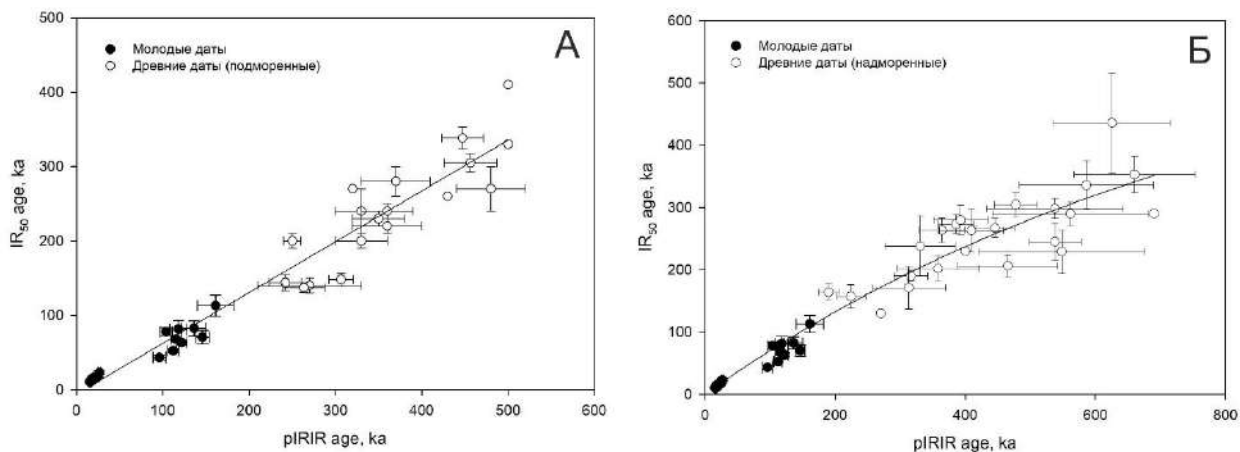 А
Молодые даты
Древние даты (подморенные)
500
400
300
200
100
0
IR50 age, ka
0 100 200 300 400 500 600
pIRIR age, ka
Б
Молодые даты
Древние даты (надморенные)
600
500
400
300
200
100
0
IR50 age, ka
0 200 400 600 800
pIRIR age, ka